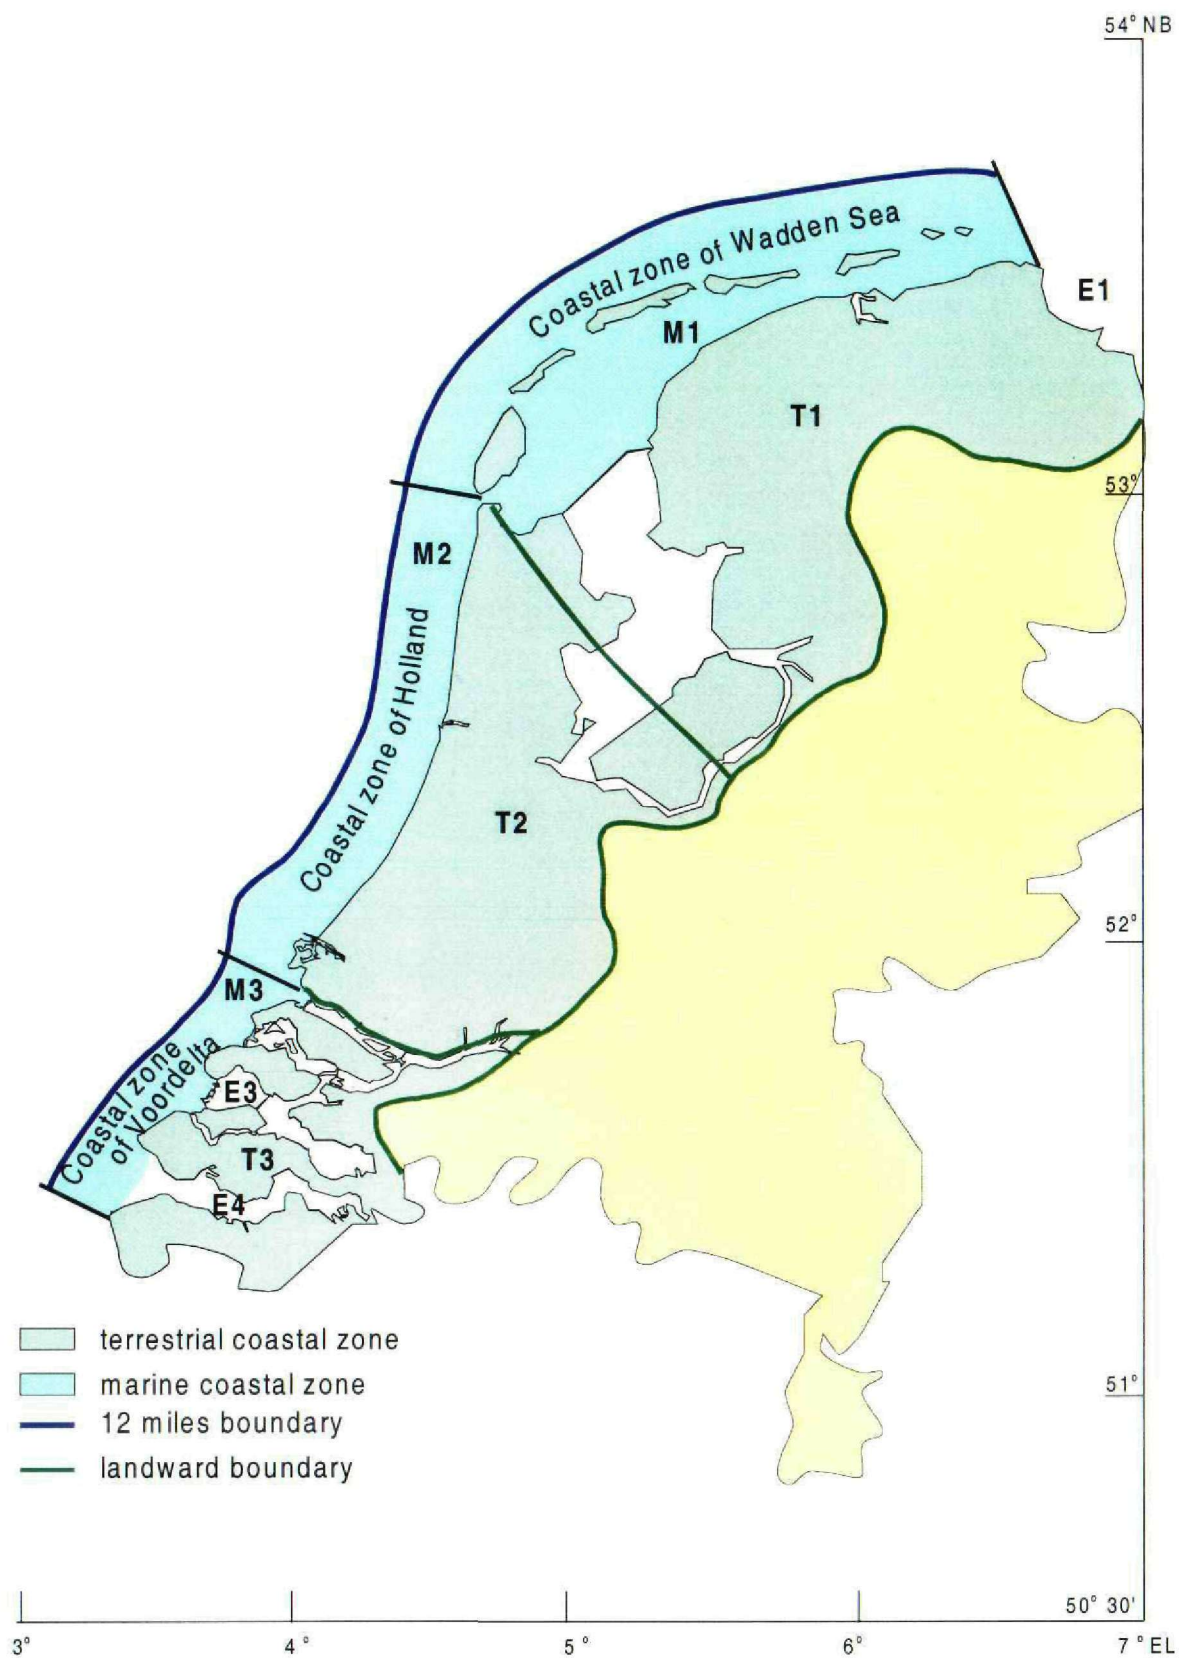 54° NB
Coastal zone of Wadden Sea
E1
M1
T1
53°
M2
Coastal zone of Holland
T2
52°
M3
Coastal zone
of Voordelta
E3
T3
E4
terrestrial coastal zone
marine coastal zone
51°
12 miles boundary
landward boundary
50° 30'
3°
4°
5°
6°
7° EL